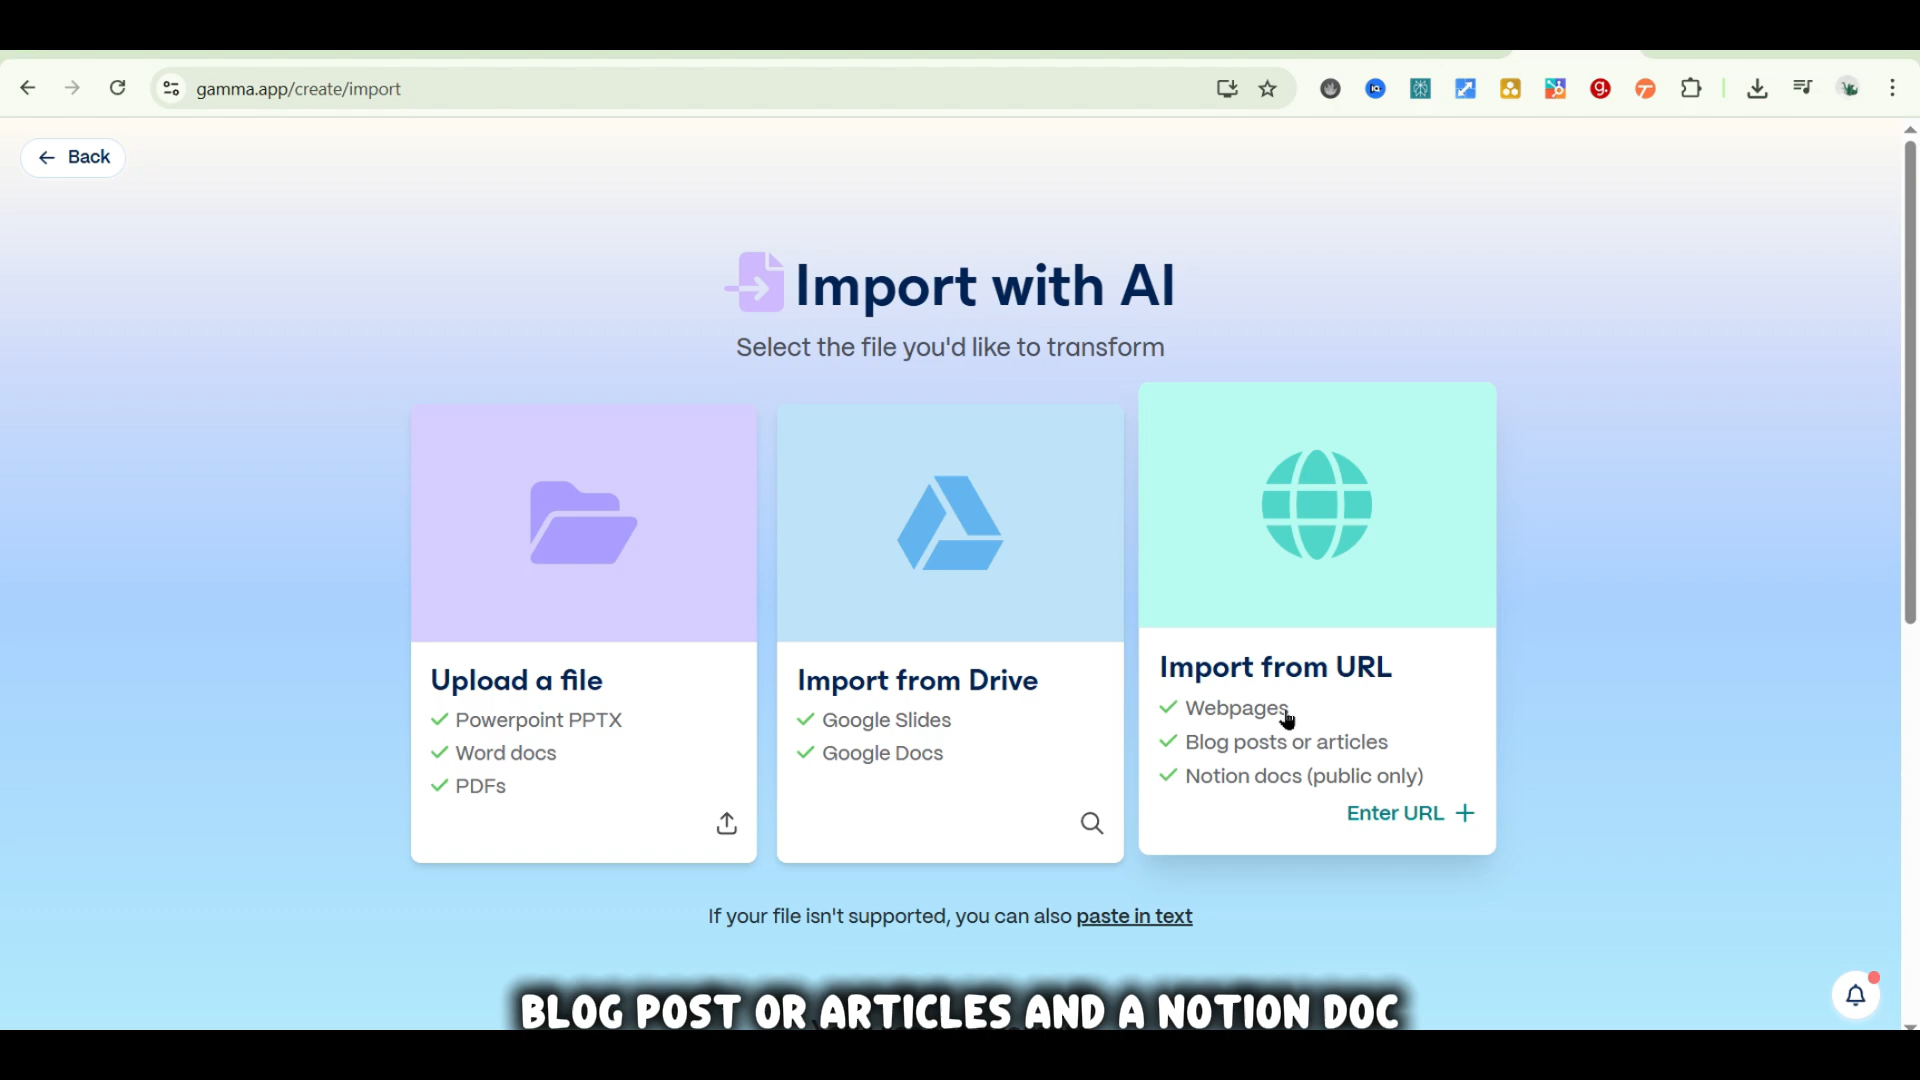 gamma.app/create/import
Back
Import with AI
Select the file you'd like to transform
Upload a file
Powerpoint PPTX
Word docs
PDFs
Import from Drive
Google Slides
Google Docs
Import from URL
Webpages
Blog posts or articles
Notion docs (public only)
Enter URL
If your file isn't supported, you can also paste in text
BLOG POST OR ARTICLES AND A NOTION DOC